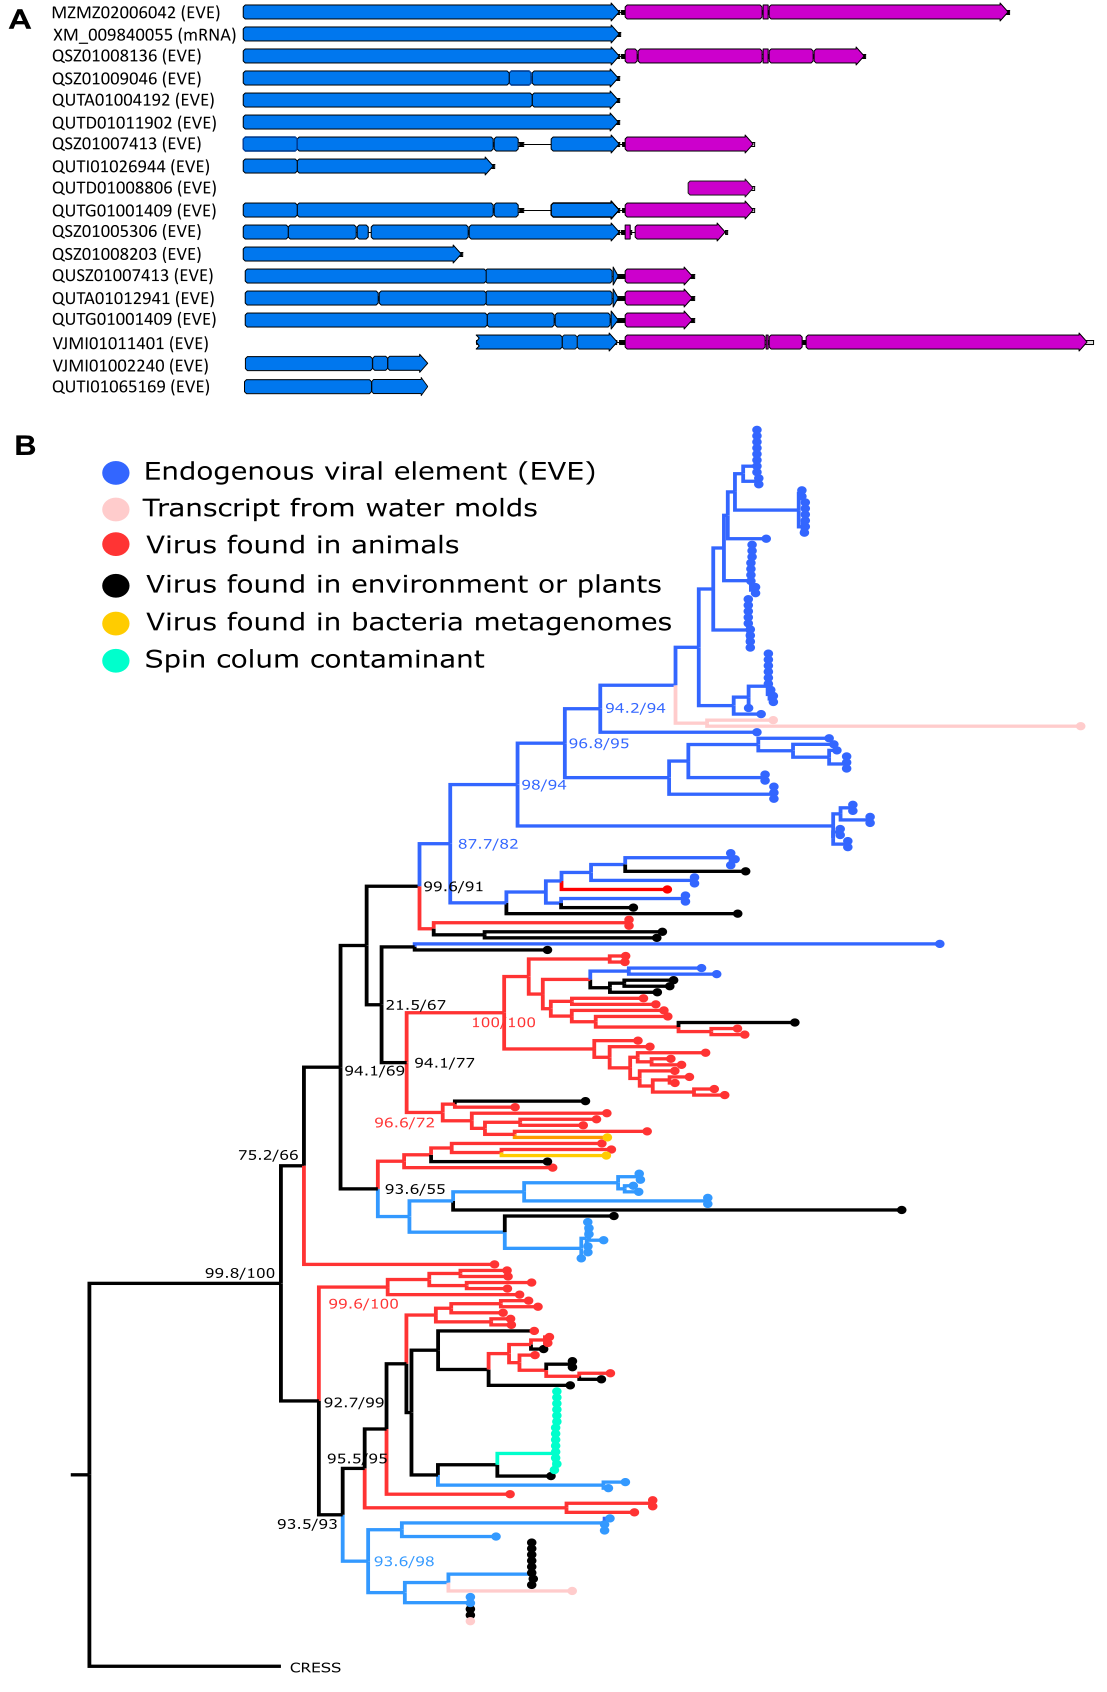 A
MZMZ02006042 (EVE)
XM_009840055 (mRNA)
QSZ01008136 (EVE)
QSZ01009046 (EVE)
QUTA01004192 (EVE)
QUTD01011902 (EVE)
QSZ01007413 (EVE)
QUTI01026944 (EVE)
QUTD01008806 (EVE)
QUTG01001409 (EVE)
QSZ01005306 (EVE)
QSZ01008203 (EVE)
QUSZ01007413 (EVE)
QUTA01012941 (EVE)
QUTG01001409 (EVE)
VJMI01011401 (EVE)
VJMI01002240 (EVE)
QUTI01065169 (EVE)
B
Endogenous viral element (EVE)
Transcript from water molds
Virus found in animals
Virus found in environment or plants
Virus found in bacteria metagenomes
Spin colum contaminant
94.2/94
96.8/95
98/94
87.7/82
99.6/91
21.5/67
100/100
94.1/77
94.1/69
96.6/72
75.2/66
93.6/55
99.8/100
99.6/100
92.7/99
95.5/95
93.5/93
93.6/98
CRESS